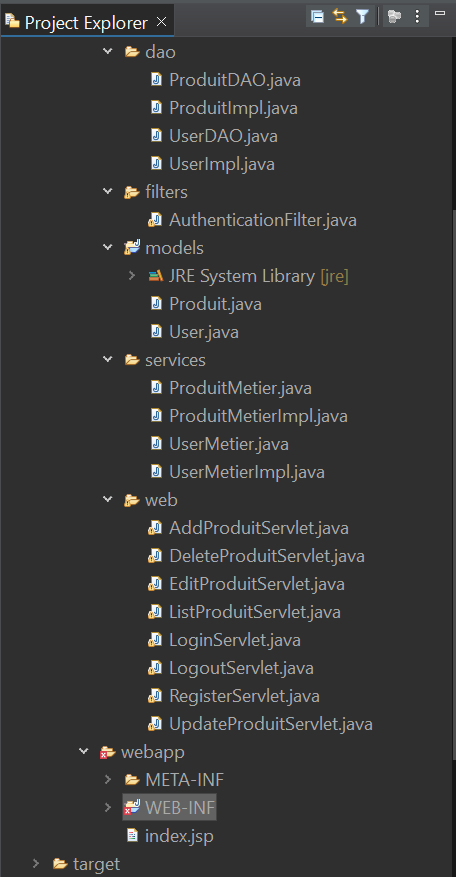 Project Explorer
dao
ProduitDAO.java
ProduitImpl.java
UserDAO.java
UserImpl.java
filters
AuthenticationFilter.java
models
JRE System Library [jre]
Produit.java
User.java
services
ProduitMetier.java
ProduitMetierImpl.java
UserMetier.java
UserMetierImpl.java
web
AddProduitServlet.java
DeleteProduitServlet.java
EditProduitServlet.java
ListProduitServlet.java
LoginServlet.java
LogoutServlet.java
RegisterServlet.java
UpdateProduitServlet.java
webapp
META-INF
WEB-INF
index.jsp
target